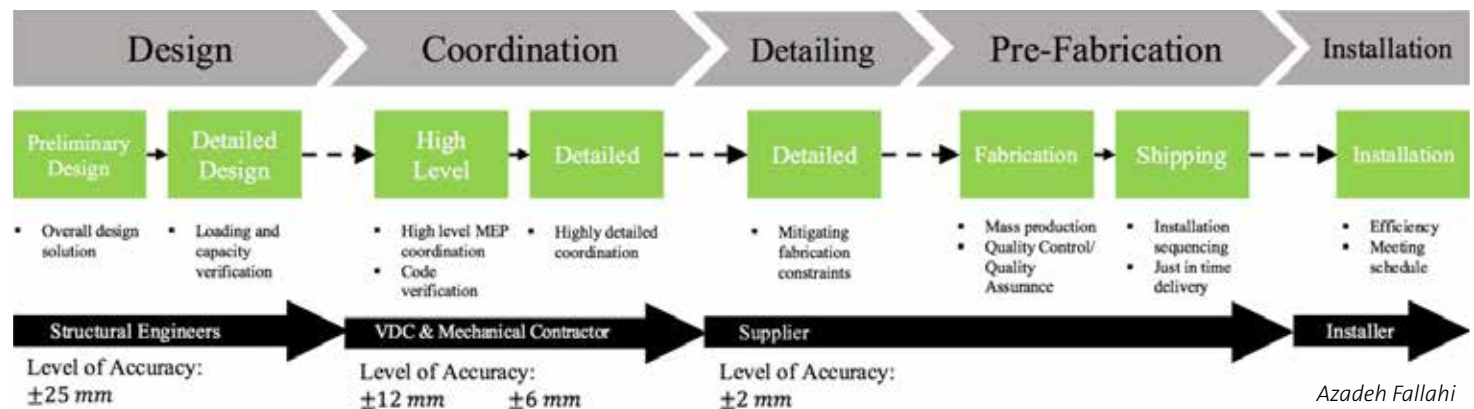 Design
Coordination
Detailing
Pre-Fabrication
Installation
Preliminary
Design
Detailed
Design
High
Level
Detailed
Detailed
Fabrication
Shipping
Installation
▪ Overall design
solution
▪ Loading and
capacity
verification
▪ High level MEP
coordination
▪ Code
verification
▪ Highly detailed
coordination
▪ Mitigating
fabrication
constraints
▪ Mass production
▪ Quality Control/
Quality
Assurance
▪ Installation
sequencing
▪ Just in time
delivery
▪ Efficiency
▪ Meeting
schedule
Structural Engineers
VDC & Mechanical Contractor
Supplier
Installer
Level of Accuracy:
±25 mm
Level of Accuracy:
±12 mm ±6 mm
Level of Accuracy:
±2 mm
Azadeh Fallahi